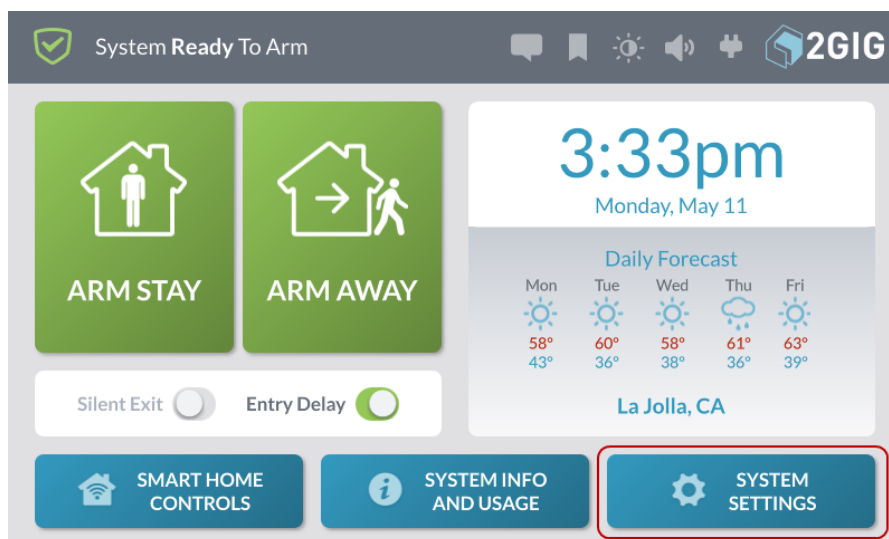 System Ready To Arm
2GIG
ARM STAY
ARM AWAY
Silent Exit
Entry Delay
3:33pm
Monday, May 11
Daily Forecast
Mon Tue Wed Thu Fri
58° 60° 58° 61° 63°
43° 36° 38° 36° 39°
La Jolla, CA
SMART HOME
CONTROLS
i
SYSTEM INFO
AND USAGE
SYSTEM
SETTINGS